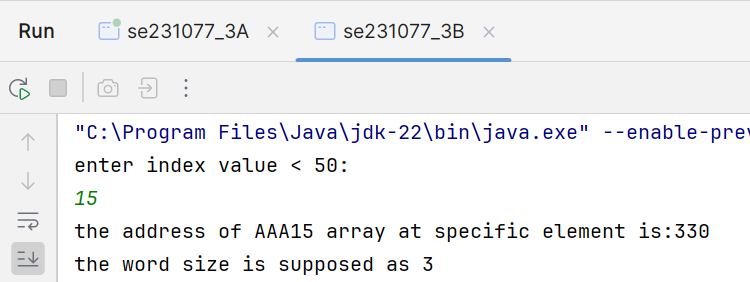 Run se231077_3A se231077_3B
"C:\Program Files\Java\jdk-22\bin\java.exe" --enable-prev
enter index value < 50:
15
the address of AAA15 array at specific element is:330
the word size is supposed as 3